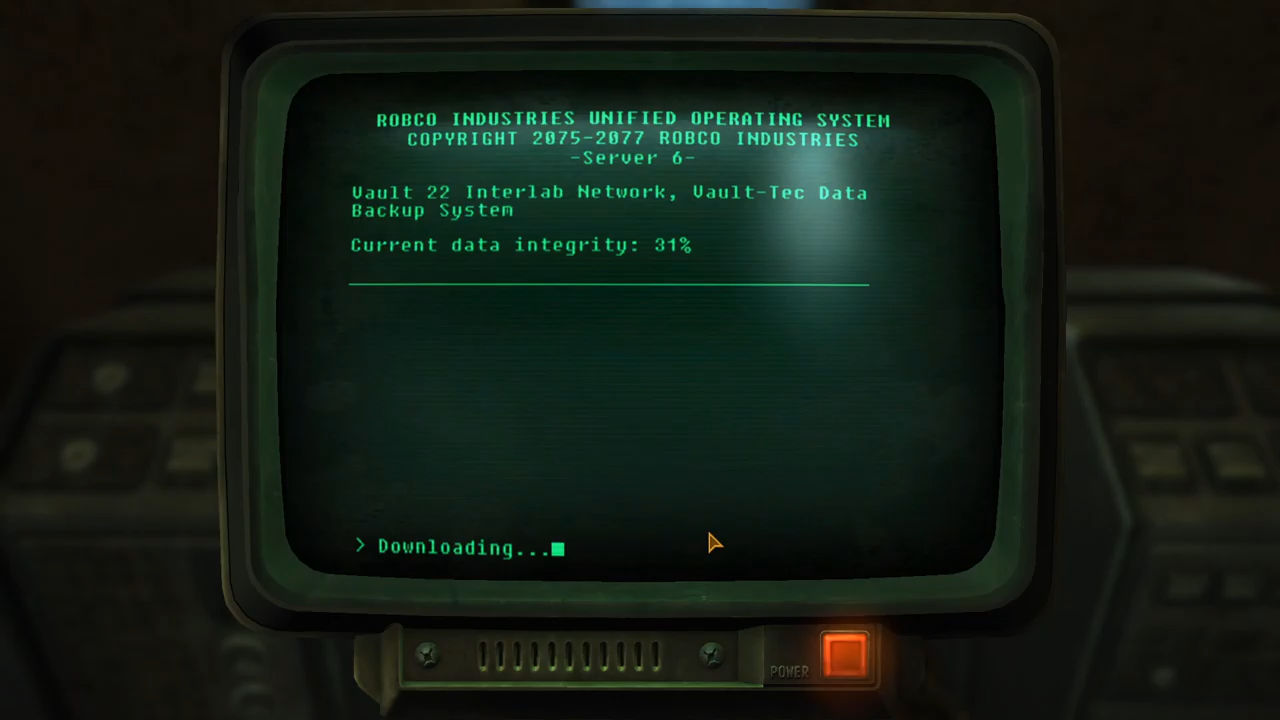 ROBCO INDUSTRIES UNIFIED OPERATING SYSTEM
COPYRIGHT 2075-2077 ROBCO INDUSTRIES
-Server 6-
Vault 22 Interlab Network, Vault-Tec Data
Backup System
Current data integrity: 31%
> Downloading...
POWER